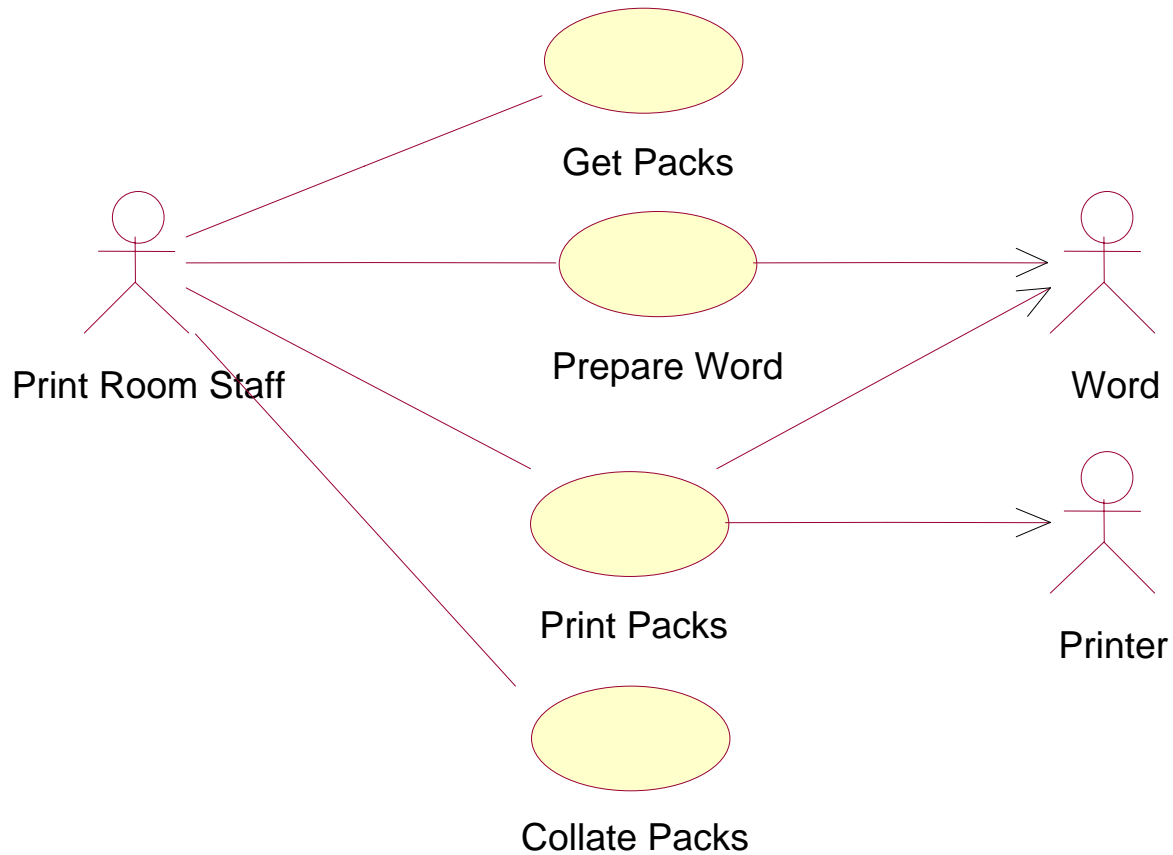 Get Packs
Prepare Word
Print Room Staff
Word
Print Packs
Printer
Collate Packs